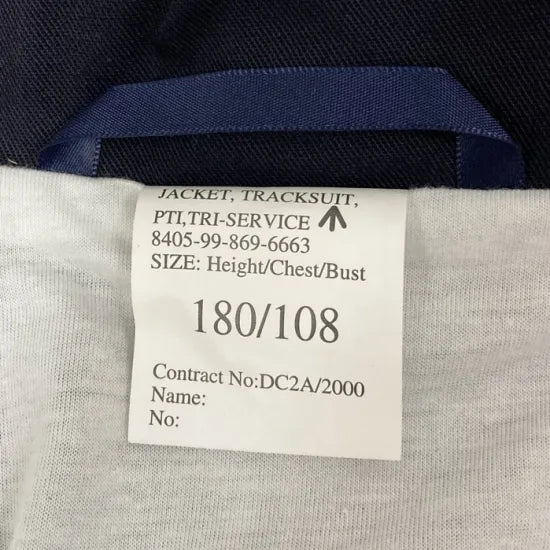 JACKET, TRACKSUIT,
PTI,TRI-SERVICE
8405-99-869-6663
SIZE: Height/Chest/Bust
180/108
Contract No:DC2A/2000
Name:
No: